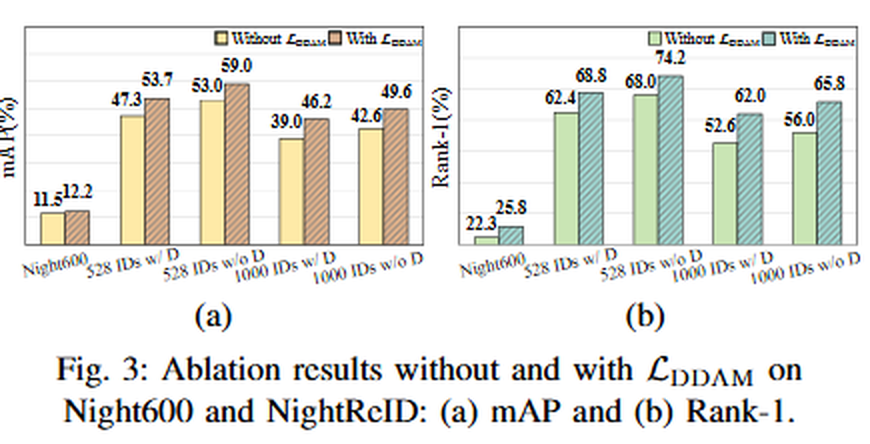 Without ℒDDAM With ℒDDAM
mAP(%)
11.5 12.2 47.3 53.7 53.0 59.0 39.0 46.2 42.6 49.6
Night600 528 IDs w/ D 528 IDs w/o D 1000 IDs w/ D 1000 IDs w/o D
(a)
Without ℒDDAM With ℒDDAM
Rank-1(%)
22.3 25.8 62.4 68.8 68.0 74.2 52.6 62.0 56.0 65.8
Night600 528 IDs w/ D 528 IDs w/o D 1000 IDs w/ D 1000 IDs w/o D
(b)
Fig. 3: Ablation results without and with ℒDDAM on
Night600 and NightReID: (a) mAP and (b) Rank-1.